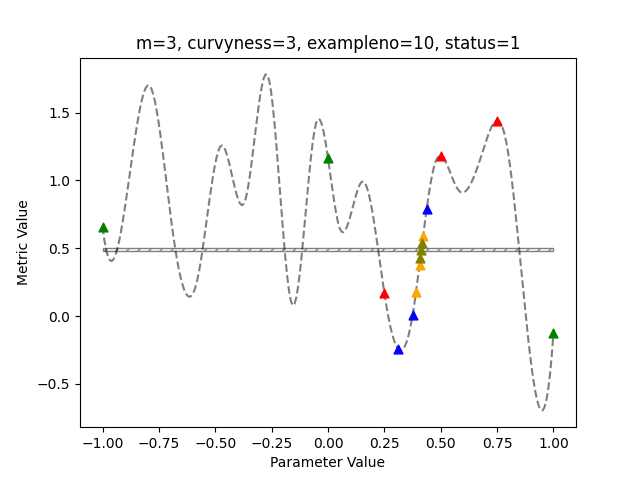 m=3, curvyness=3, exampleno=10, status=1
Metric Value
1.5
1.0
0.5
0.0
−0.5
−1.00 −0.75 −0.50 −0.25 0.00 0.25 0.50 0.75 1.00
Parameter Value